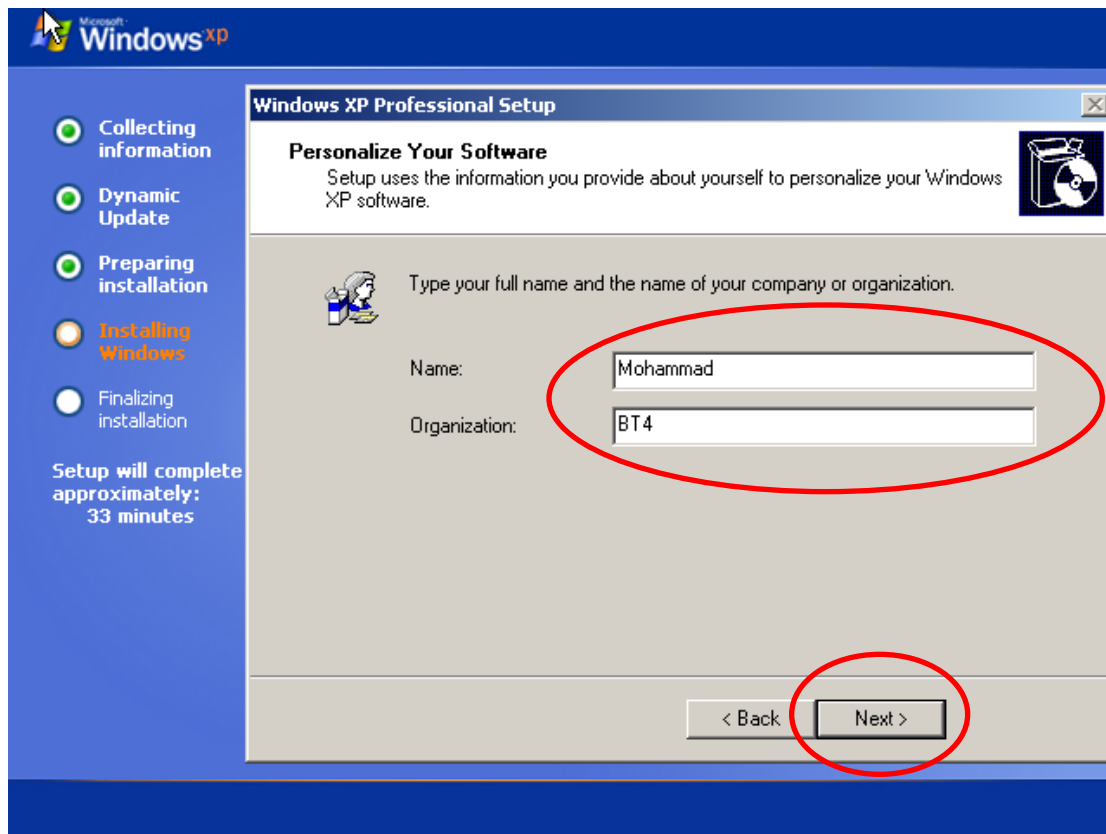 Microsoft
Windows xp
Collecting
information
Dynamic
Update
Preparing
installation
Installing
Windows
Finalizing
installation
Setup will complete
approximately:
33 minutes
Windows XP Professional Setup
Personalize Your Software
Setup uses the information you provide about yourself to personalize your Windows
XP software.
Type your full name and the name of your company or organization.
Name:
Mohammad
Organization:
BT4
< Back
Next >